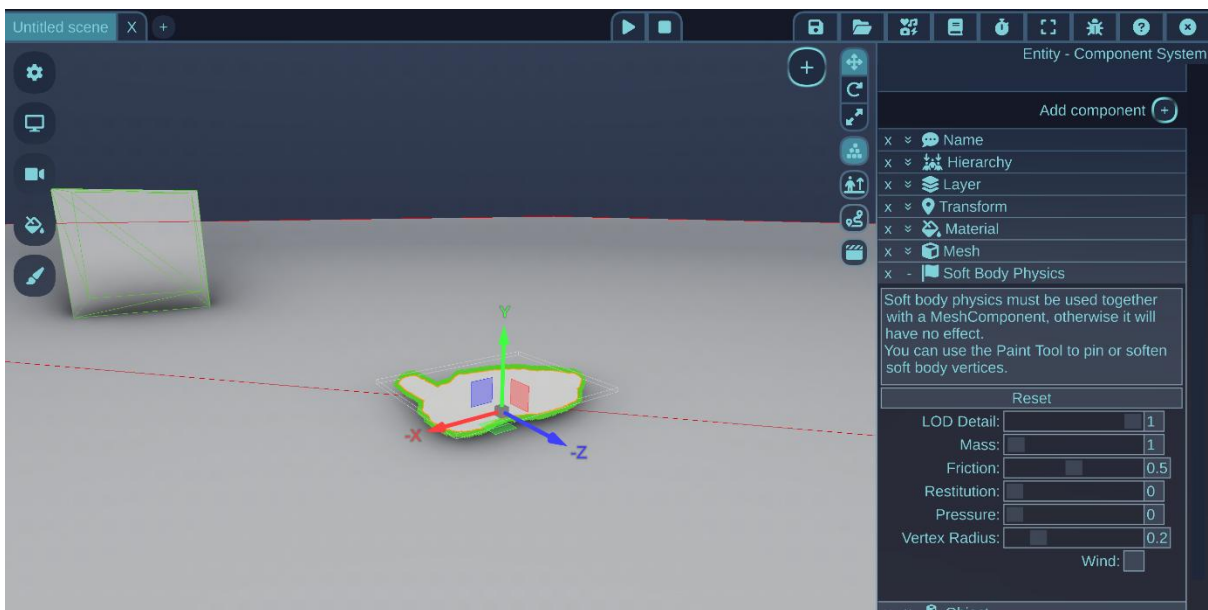 Untitled scene X +
Entity - Component System
+
Add component +
x Name
x Hierarchy
x Layer
x Transform
x Material
x Mesh
x - Soft Body Physics
Soft body physics must be used together
with a MeshComponent, otherwise it will
have no effect.
You can use the Paint Tool to pin or soften
soft body vertices.
Reset
LOD Detail: 1
Mass: 1
Friction: 0.5
Restitution: 0
Pressure: 0
Vertex Radius: 0.2
Wind:
Y
-X
-Z